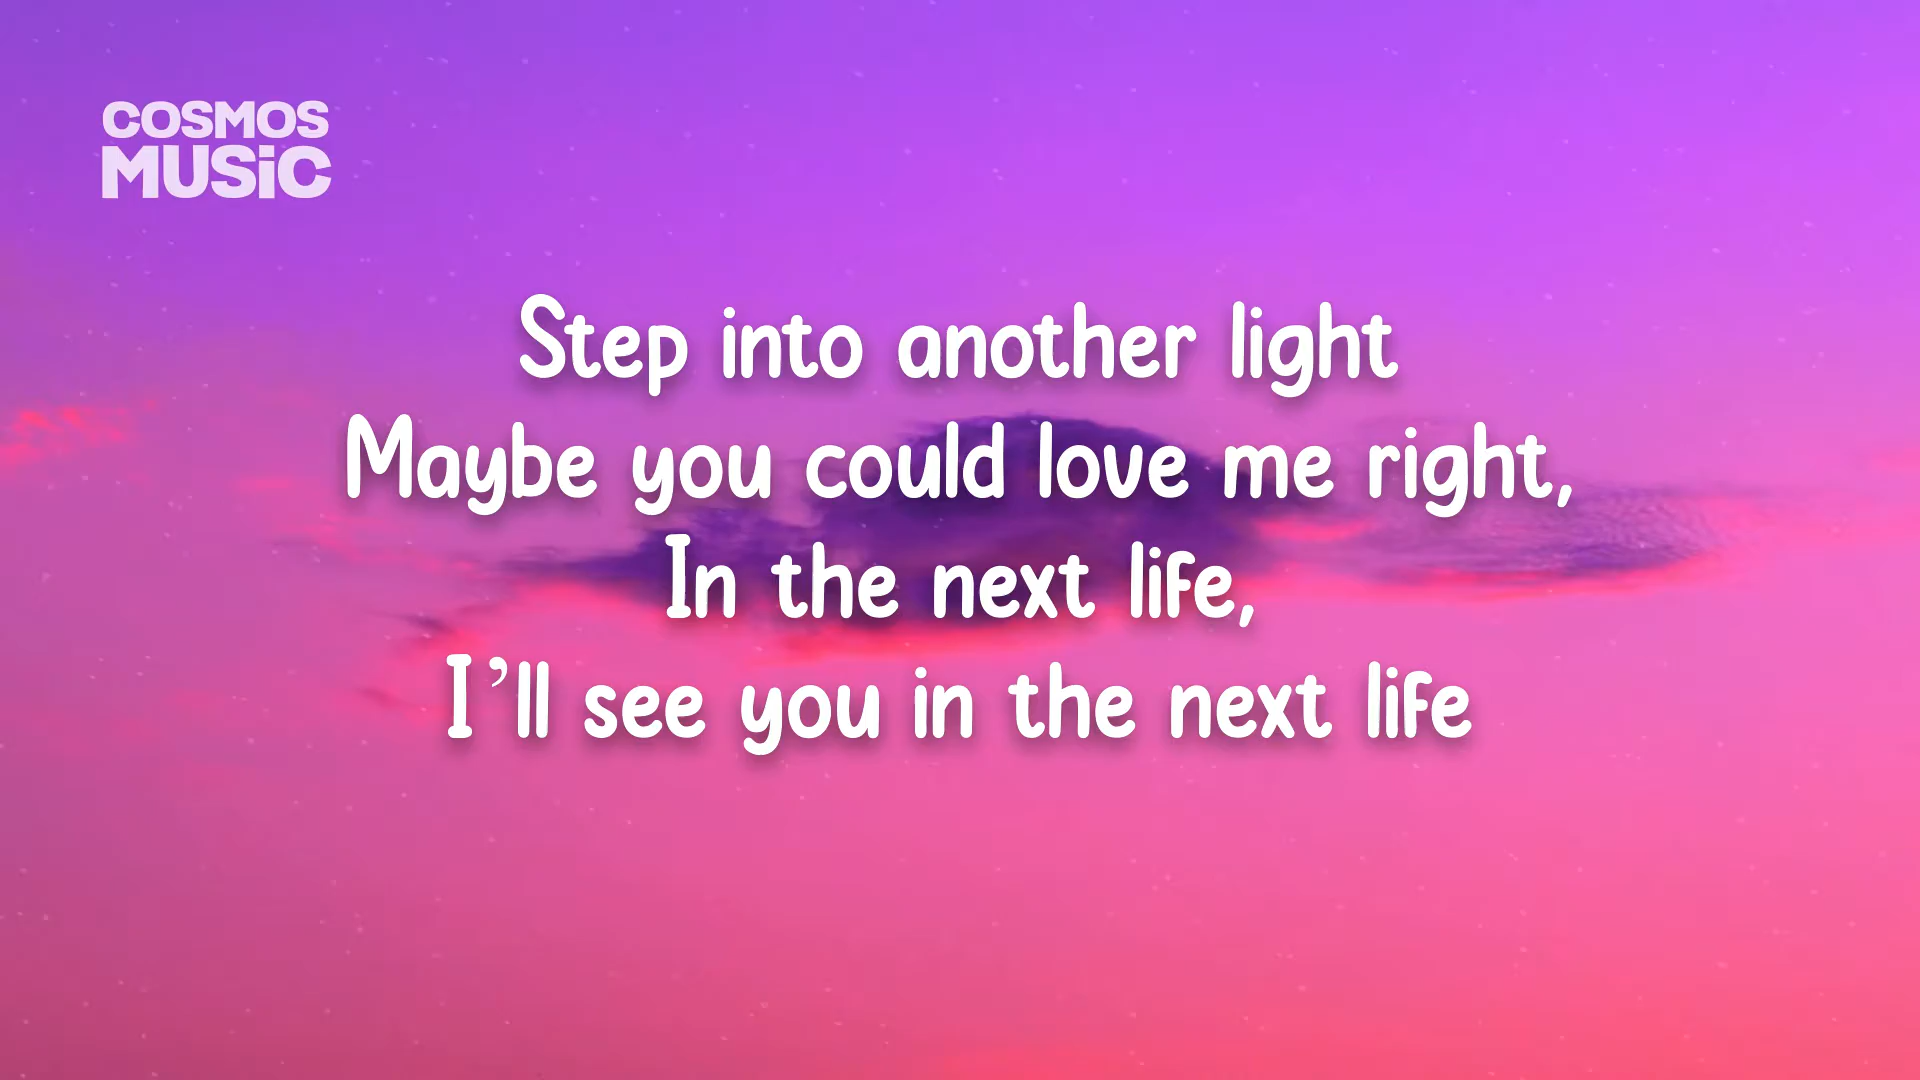 COSMOS
MUSiC
Step into another light
Maybe you could love me right,
In the next life,
I’ll see you in the next life